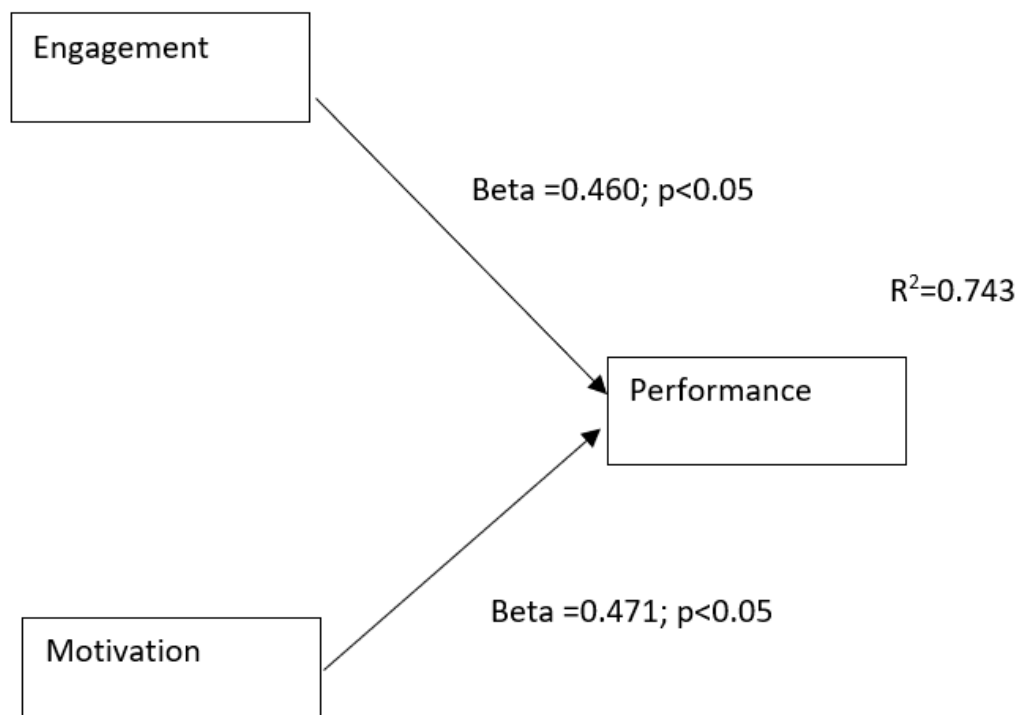 Engagement
Beta =0.460; p<0.05
R²=0.743
Performance
Beta =0.471; p<0.05
Motivation